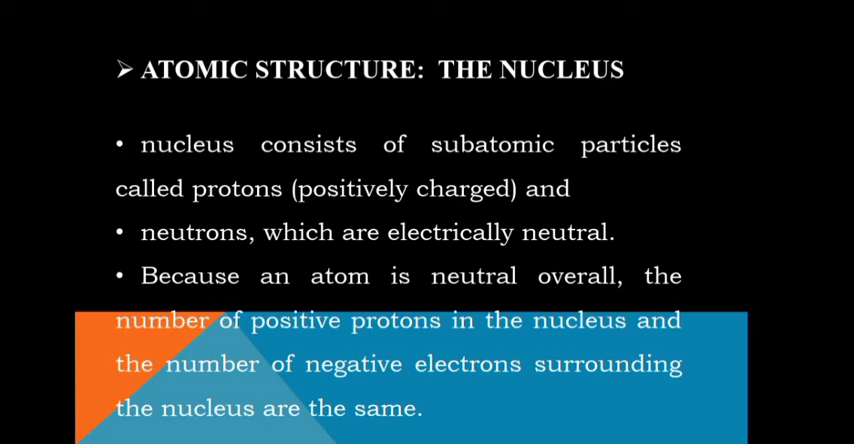 ➢ ATOMIC STRUCTURE: THE NUCLEUS
• nucleus consists of subatomic particles
called protons (positively charged) and
• neutrons, which are electrically neutral.
• Because an atom is neutral overall, the
number of positive protons in the nucleus and
the number of negative electrons surrounding
the nucleus are the same.